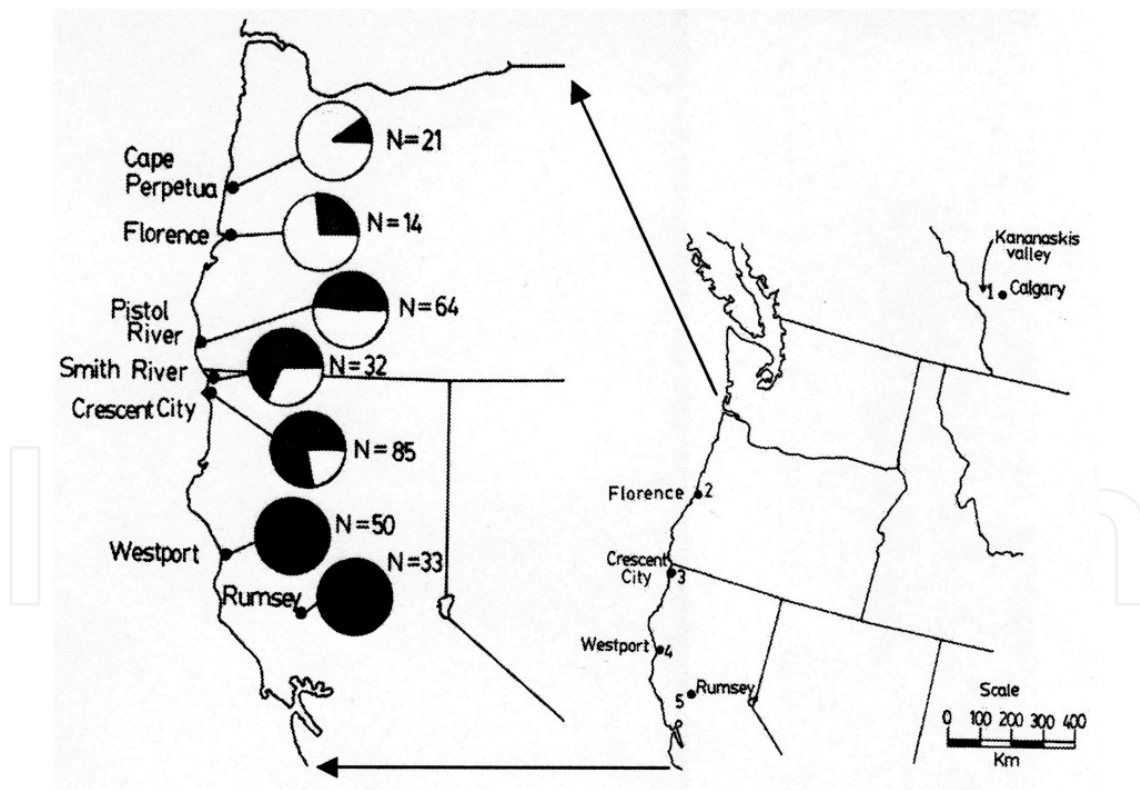 Cape
Perpetua
N=21
Florence
N=14
Pistol
River
N=64
Smith River
N=32
Crescent City
N=85
Westport
N=50
Rumsey
N=33
Kananaskis
valley
1
Calgary
Florence
2
Crescent
City
3
Westport
4
5
Rumsey
Scale
0 100 200 300 400
Km